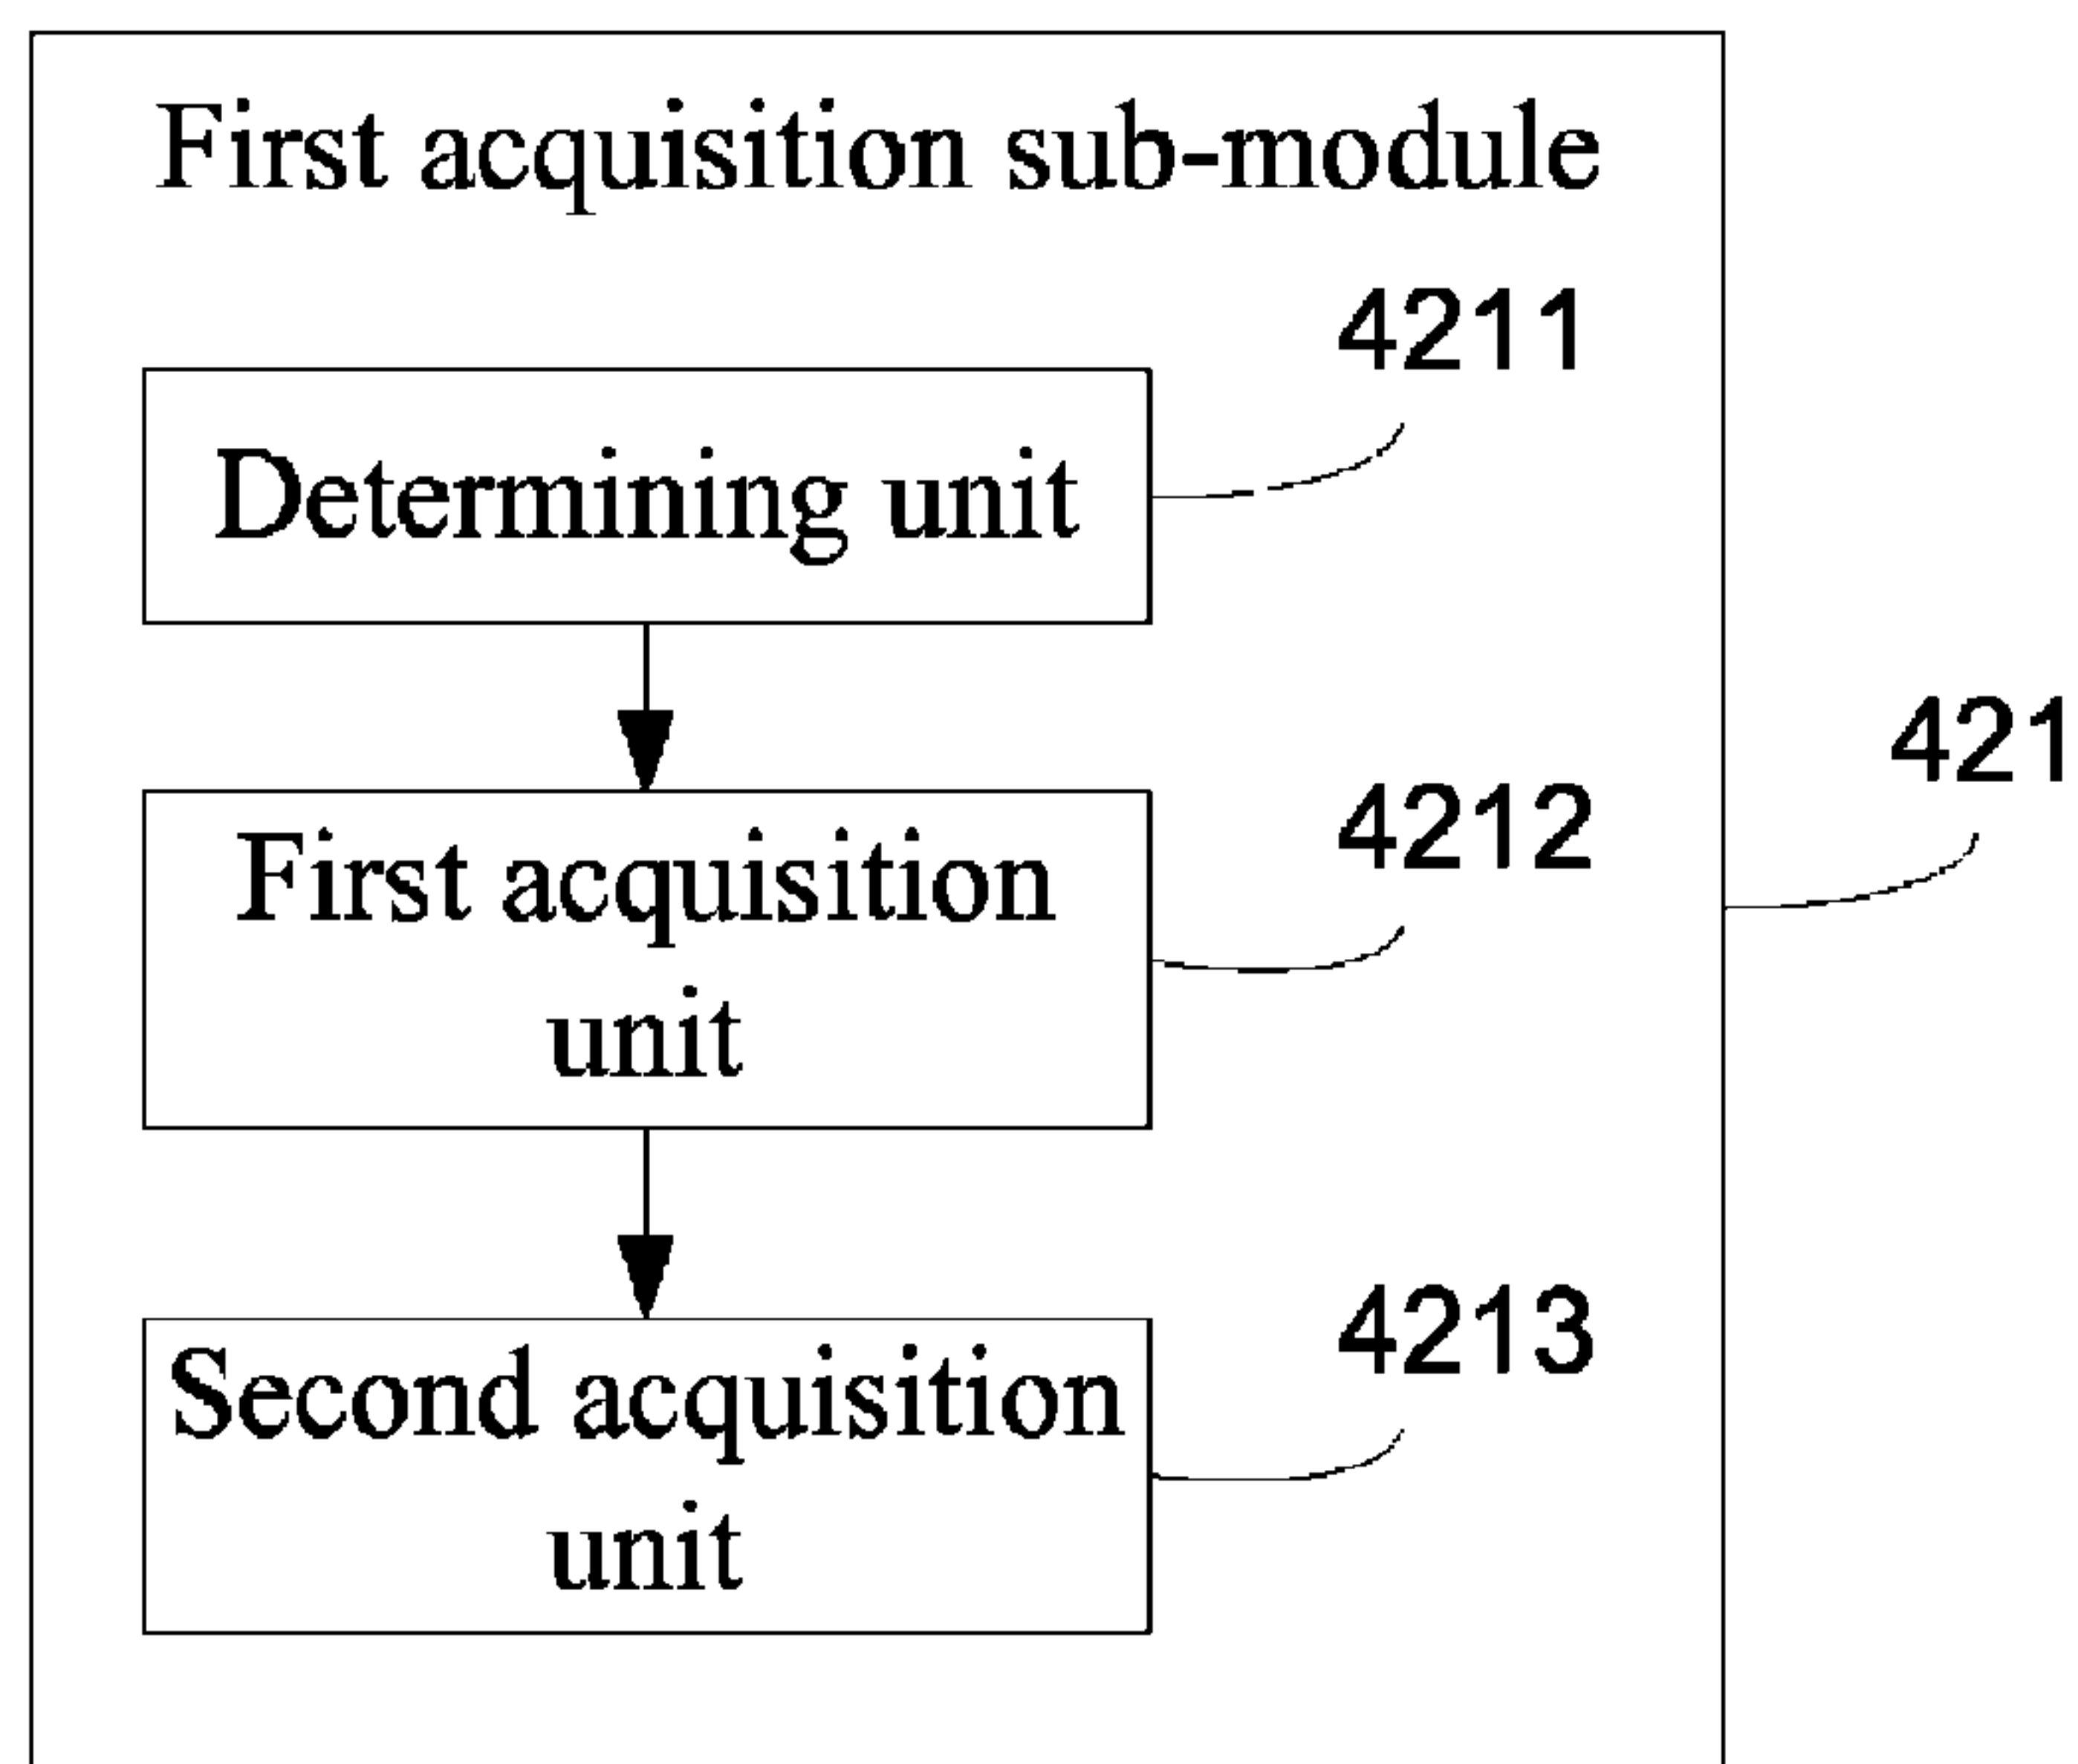 First acquisition sub-module
4211
Determining unit
421
4212
First acquisition
unit
4213
Second acquisition
unit